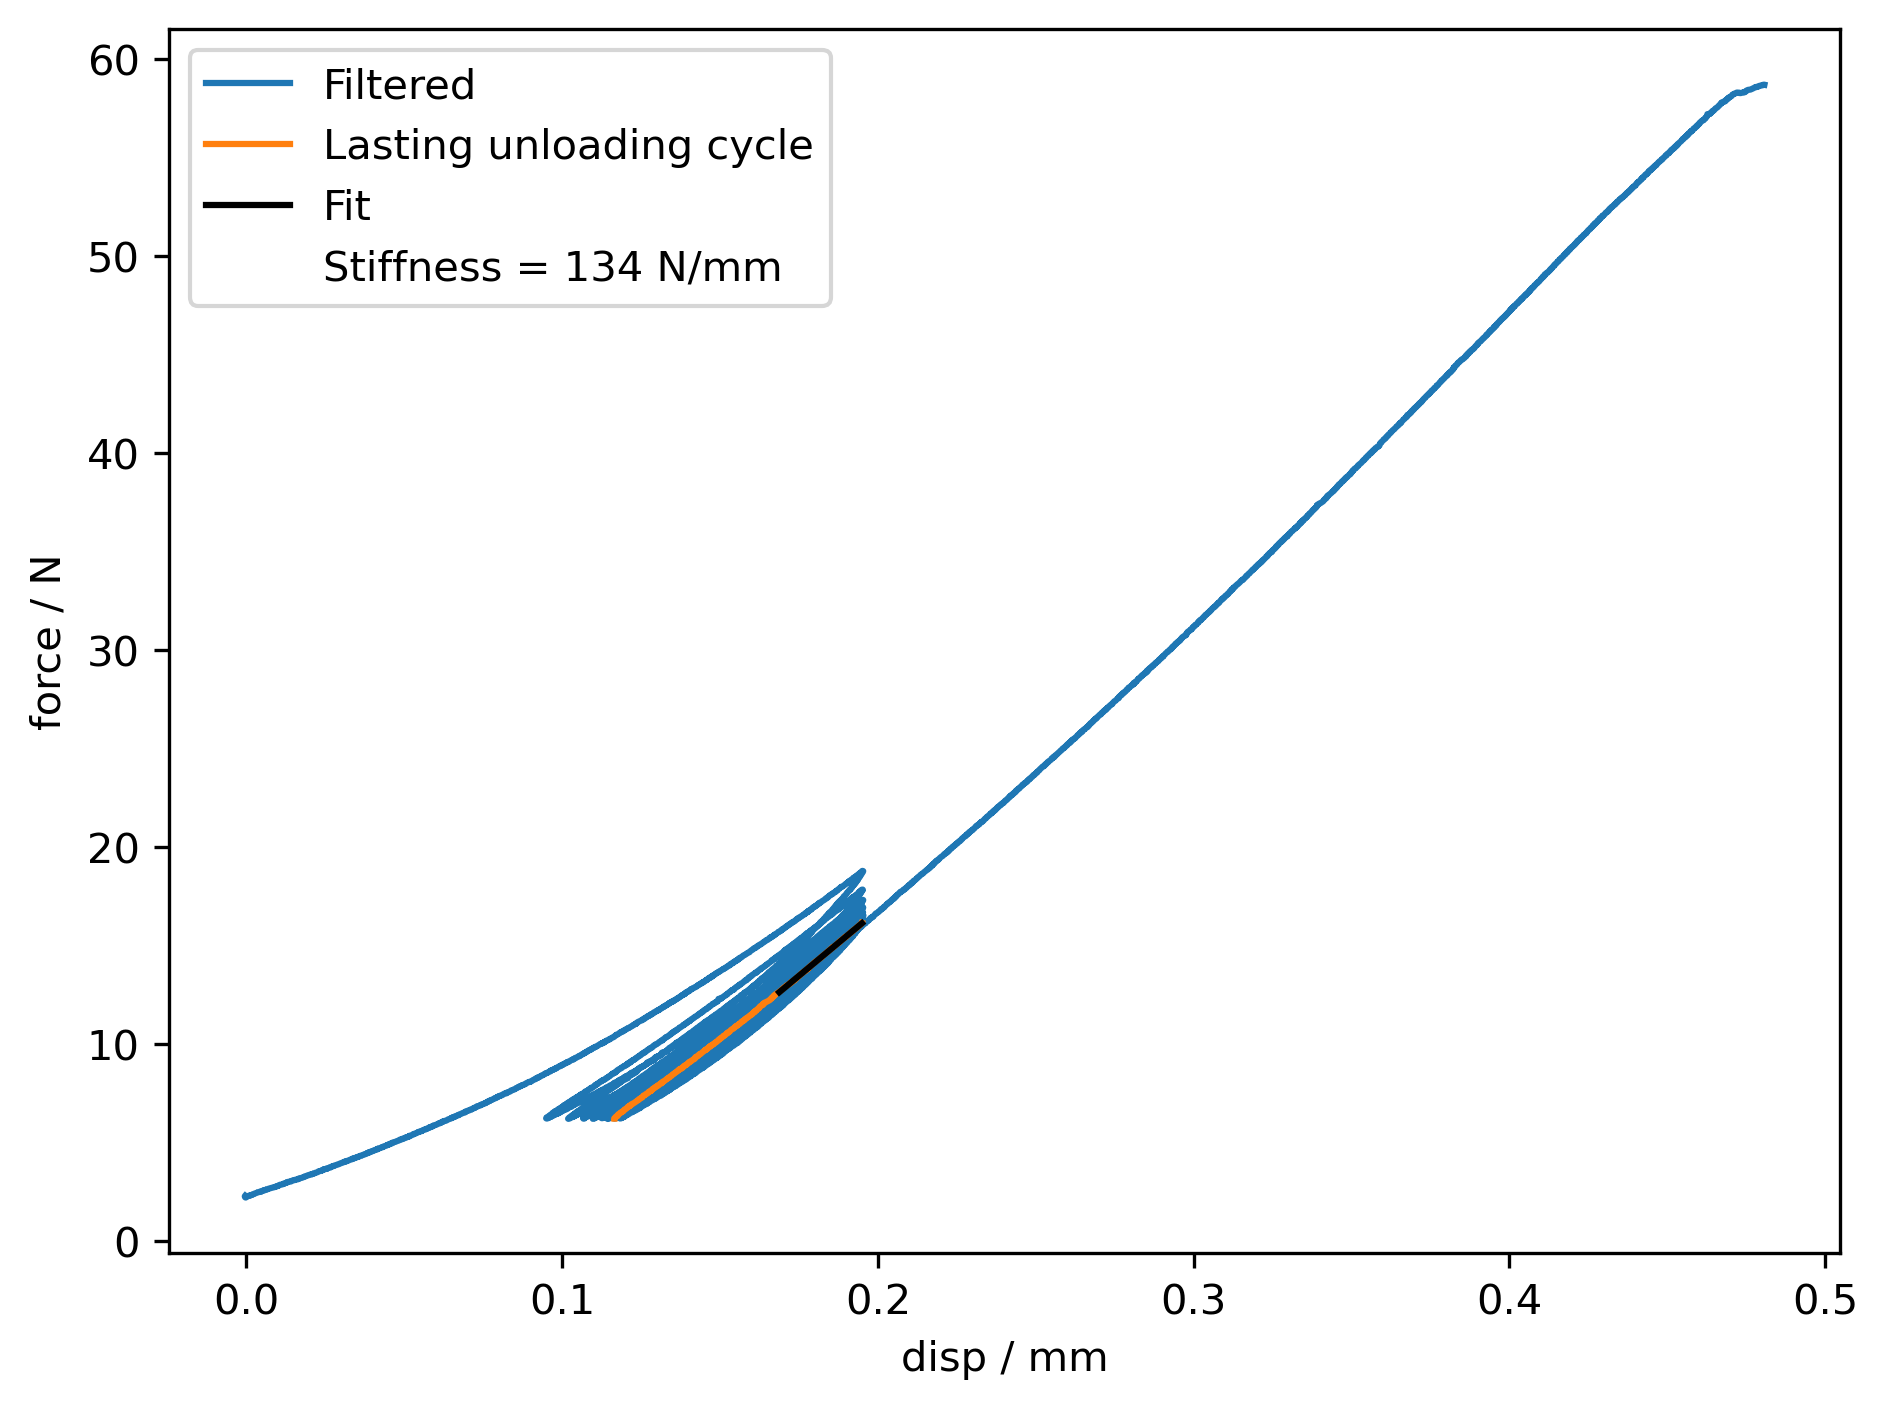 60
50
40
30
20
10
0
force / N
Filtered
Lasting unloading cycle
Fit
Stiffness = 134 N/mm
0.0 0.1 0.2 0.3 0.4 0.5
disp / mm